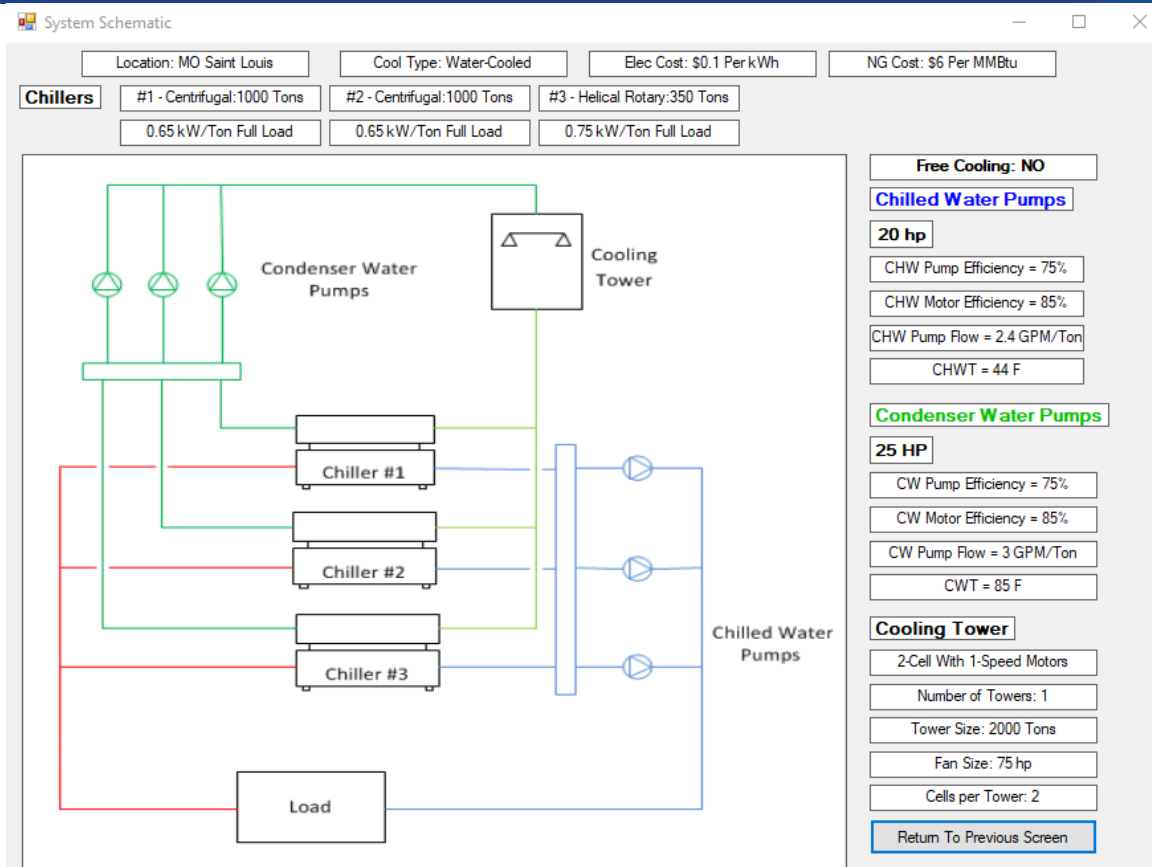 System Schematic
Location: MO Saint Louis
Cool Type: Water-Cooled
Elec Cost: $0.1 Per kWh
NG Cost: $6 Per MMBtu
Chillers
#1 - Centrifugal:1000 Tons
#2 - Centrifugal:1000 Tons
#3 - Helical Rotary:350 Tons
0.65 kW/Ton Full Load
0.65 kW/Ton Full Load
0.75 kW/Ton Full Load
Condenser Water
Pumps
Cooling
Tower
Chiller #1
Chiller #2
Chiller #3
Chilled Water
Pumps
Load
Free Cooling: NO
Chilled Water Pumps
20 hp
CHW Pump Efficiency = 75%
CHW Motor Efficiency = 85%
CHW Pump Flow = 2.4 GPM/Ton
CHWT = 44 F
Condenser Water Pumps
25 HP
CW Pump Efficiency = 75%
CW Motor Efficiency = 85%
CW Pump Flow = 3 GPM/Ton
CWT = 85 F
Cooling Tower
2-Cell With 1-Speed Motors
Number of Towers: 1
Tower Size: 2000 Tons
Fan Size: 75 hp
Cells per Tower: 2
Return To Previous Screen